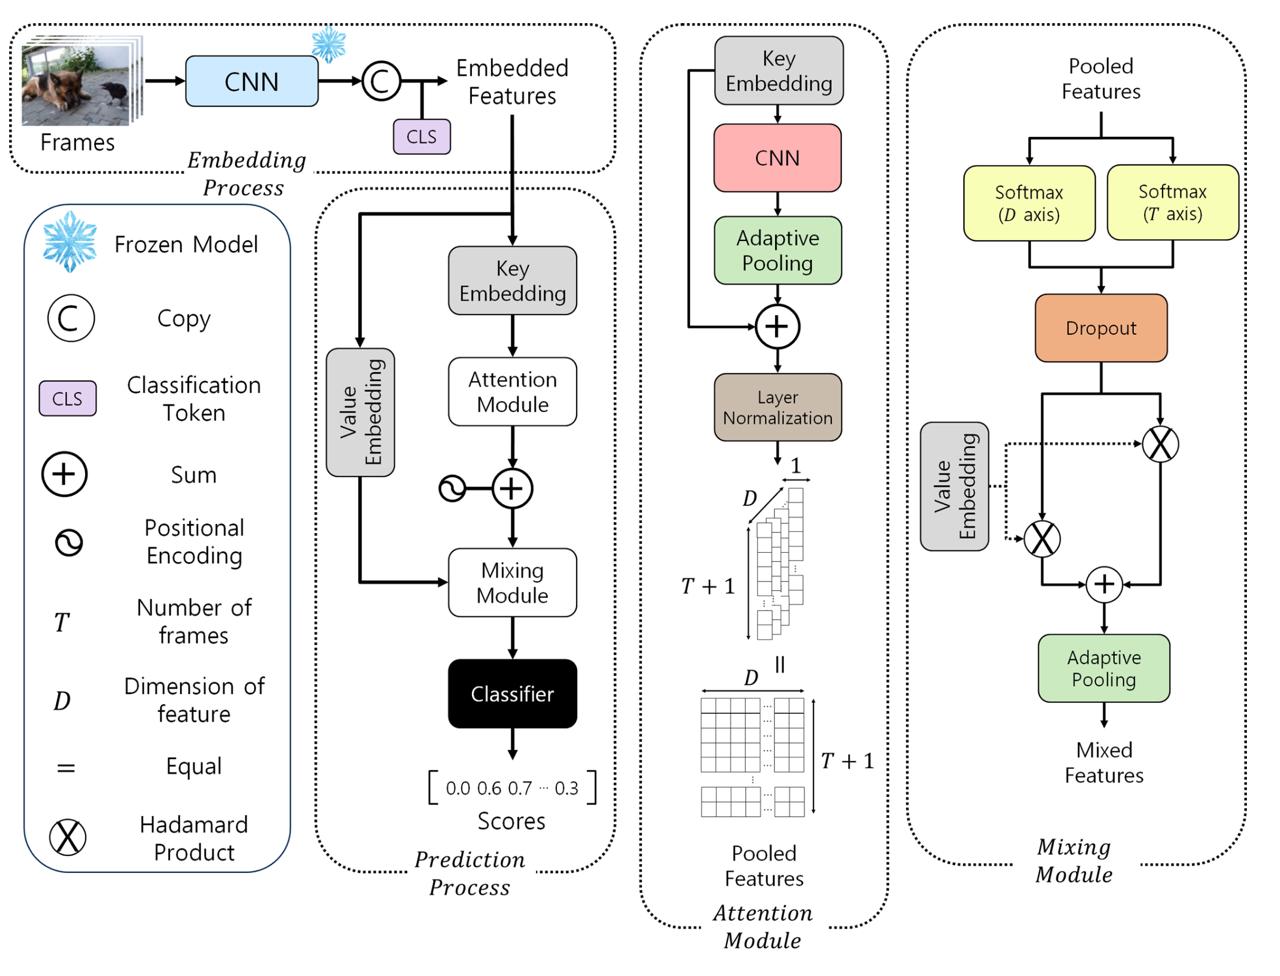 Frames
CNN
C
CLS
Embedded
Features
Embedding
Process
Frozen Model
C
Copy
CLS
Classification
Token
+
Sum
Positional
Encoding
T
Number of
frames
D
Dimension of
feature
=
Equal
X
Hadamard
Product
Key
Embedding
Value
Embedding
Attention
Module
+
Mixing
Module
Classifier
[ 0.0 0.6 0.7 ··· 0.3 ]
Scores
Prediction
Process
Key
Embedding
CNN
Adaptive
Pooling
+
Layer
Normalization
1
D
T + 1
=
D
T + 1
Pooled
Features
Attention
Module
Pooled
Features
Softmax
(D axis)
Softmax
(T axis)
Dropout
Value
Embedding
X
X
+
Adaptive
Pooling
Mixed
Features
Mixing
Module